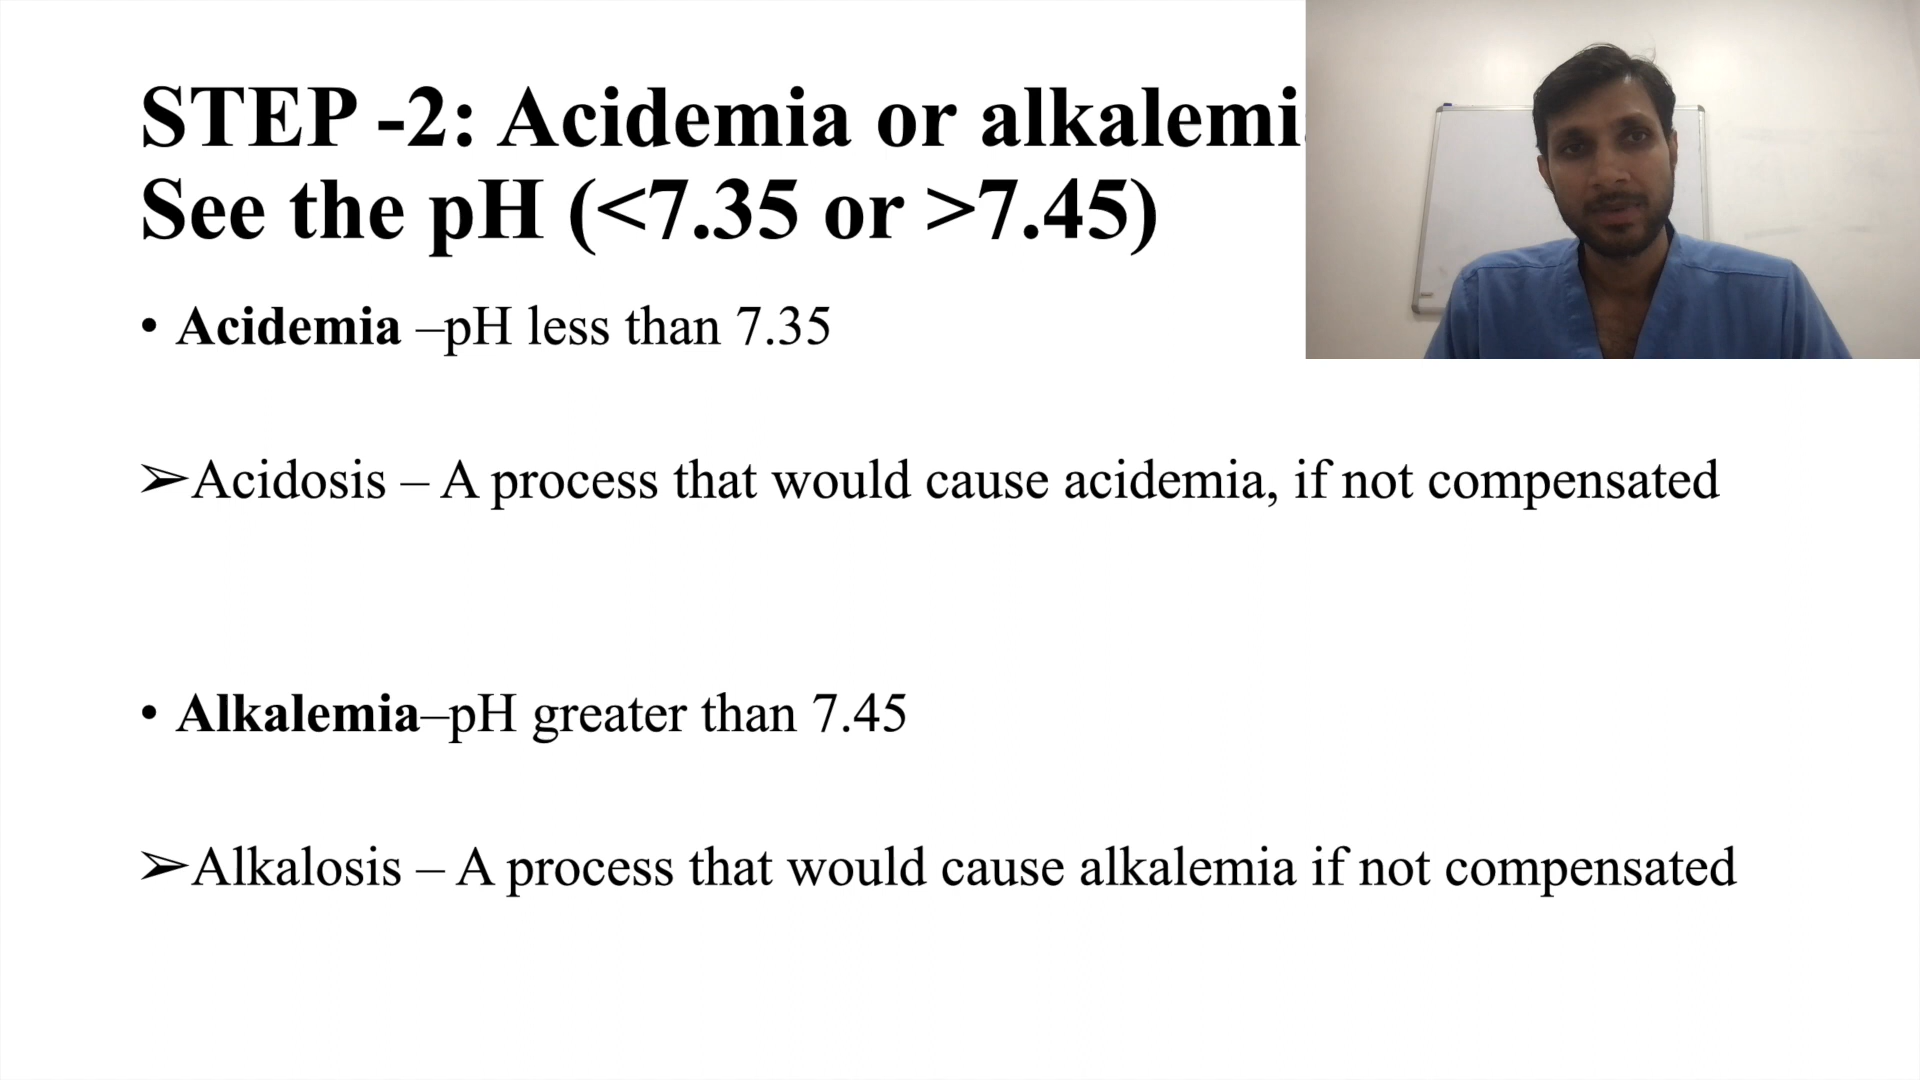 STEP -2: Acidemia or alkalemi
See the pH (<7.35 or >7.45)
• Acidemia –pH less than 7.35
➢Acidosis – A process that would cause acidemia, if not compensated
• Alkalemia–pH greater than 7.45
➢Alkalosis – A process that would cause alkalemia if not compensated